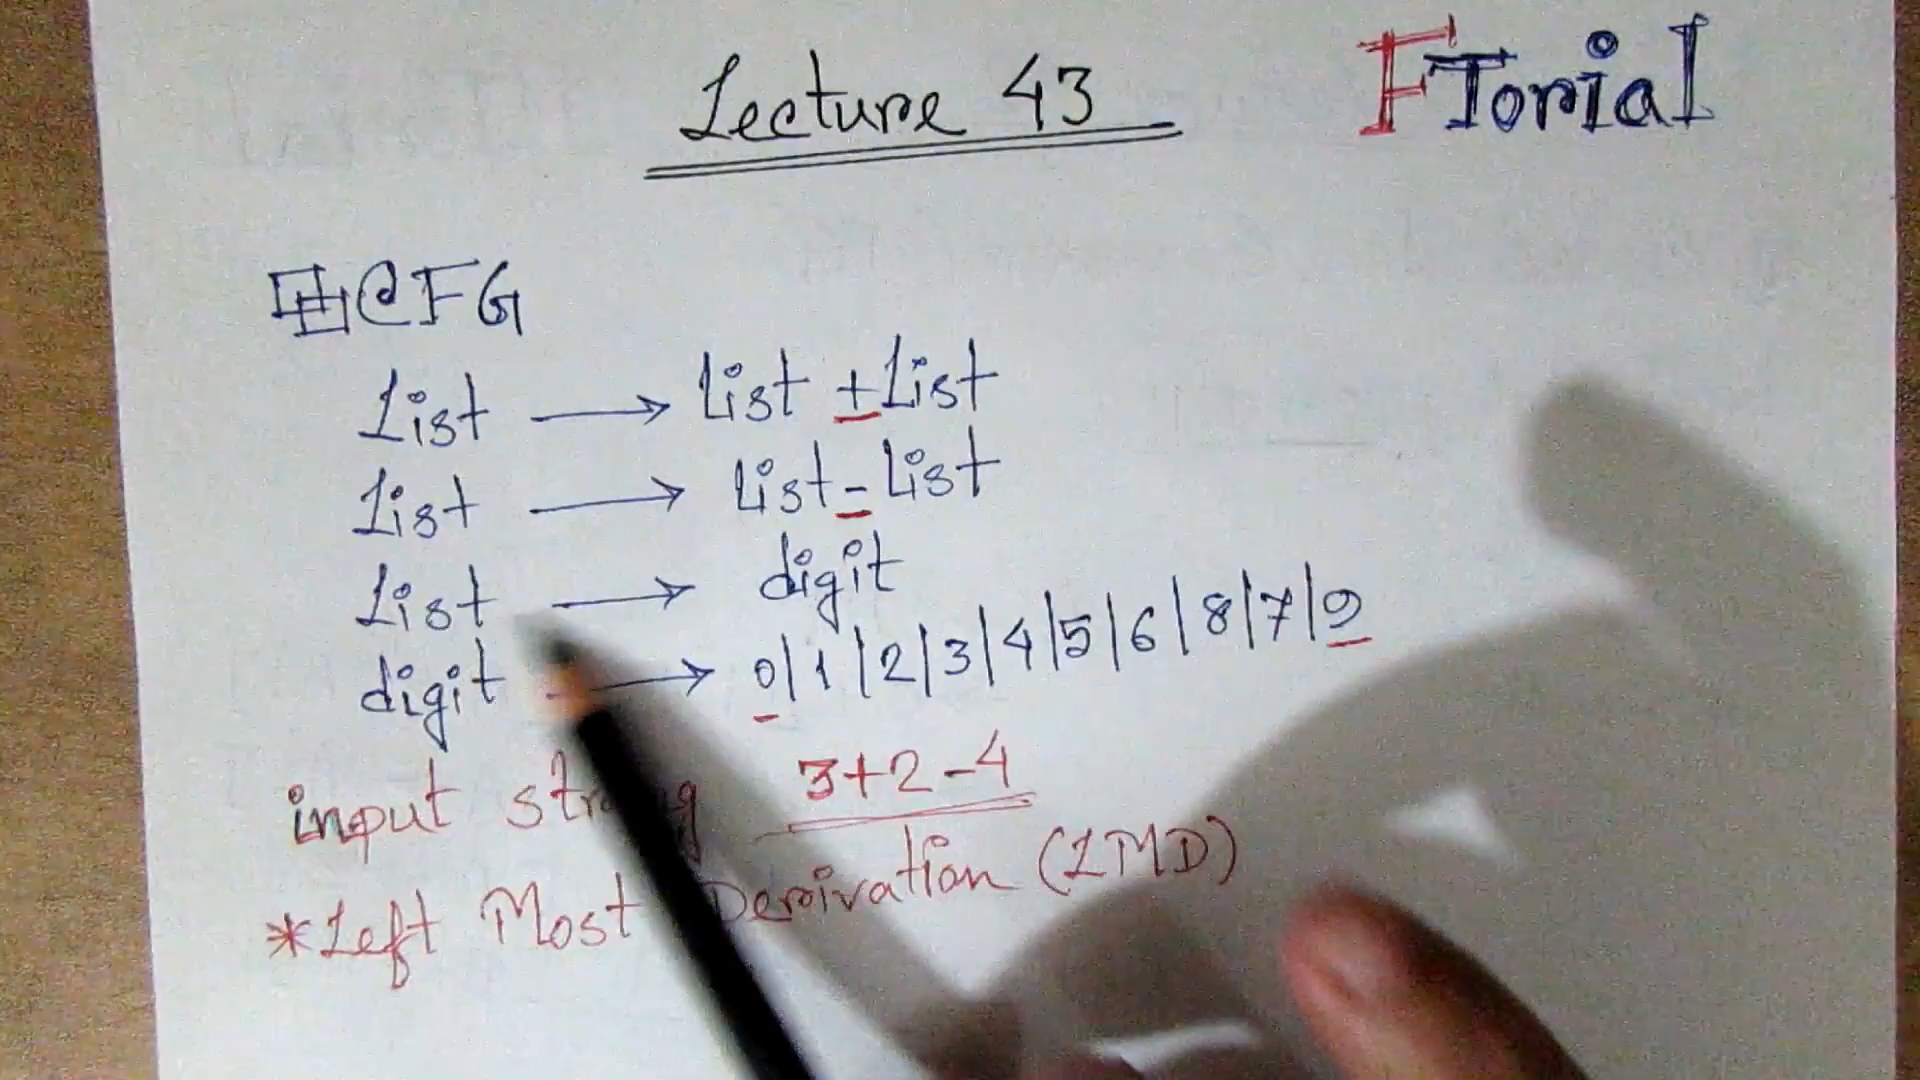 Lecture 43
FTorial
CFG
List → List + List
List → List - List
List → digit
digit → 0|1|2|3|4|5|6|8|7|9
input 3+2-4
*Left Most Derivation (LMD)